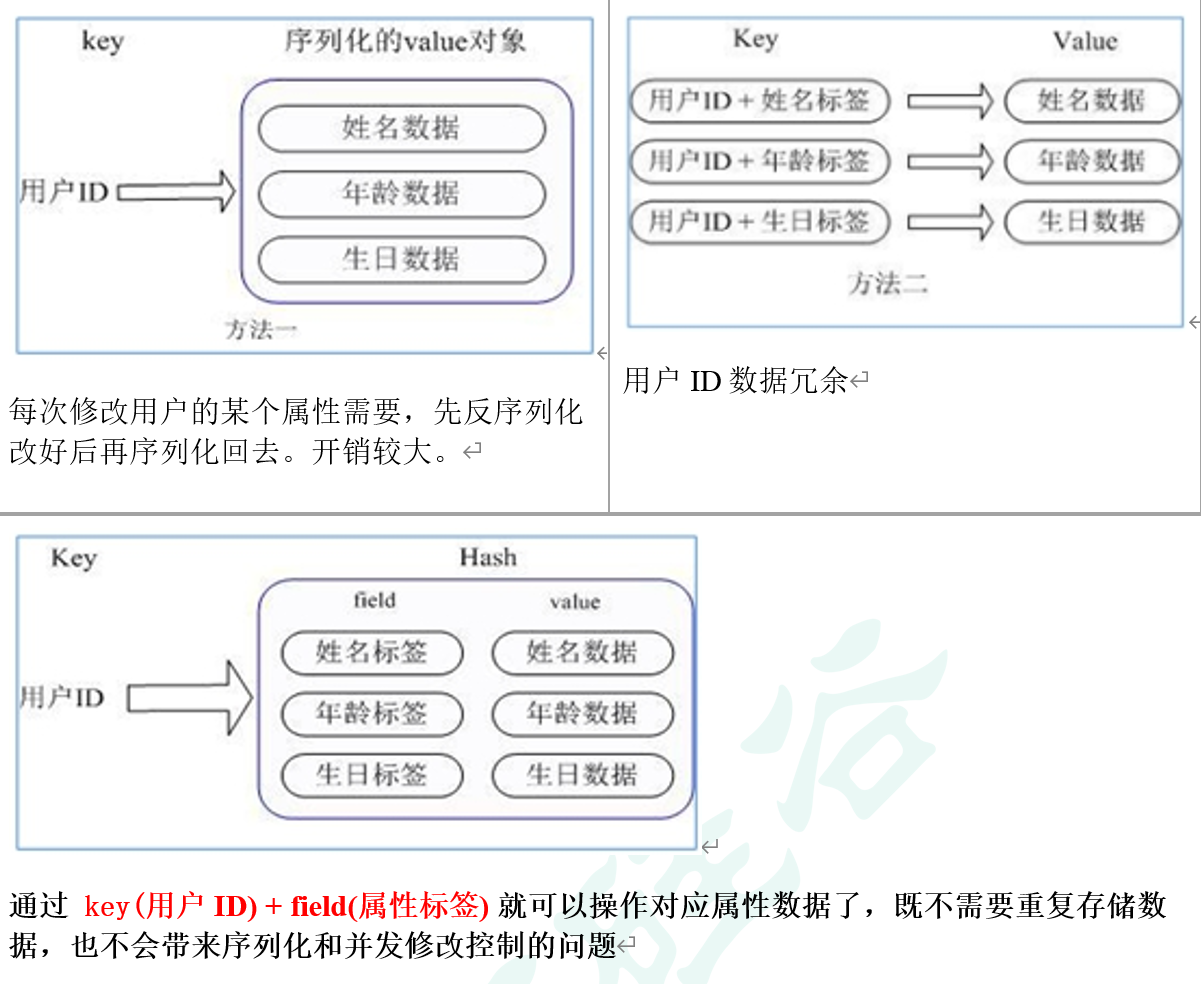 key 序列化的value对象
姓名数据
用户ID 年龄数据
生日数据
方法一
每次修改用户的某个属性需要，先反序列化
改好后再序列化回去。开销较大。
Key Value
用户ID + 姓名标签 姓名数据
用户ID + 年龄标签 年龄数据
用户ID + 生日标签 生日数据
方法二
用户 ID 数据冗余
Key Hash
field value
姓名标签 姓名数据
用户ID 年龄标签 年龄数据
生日标签 生日数据
通过 key(用户 ID) + field(属性标签) 就可以操作对应属性数据了，既不需要重复存储数
据，也不会带来序列化和并发修改控制的问题